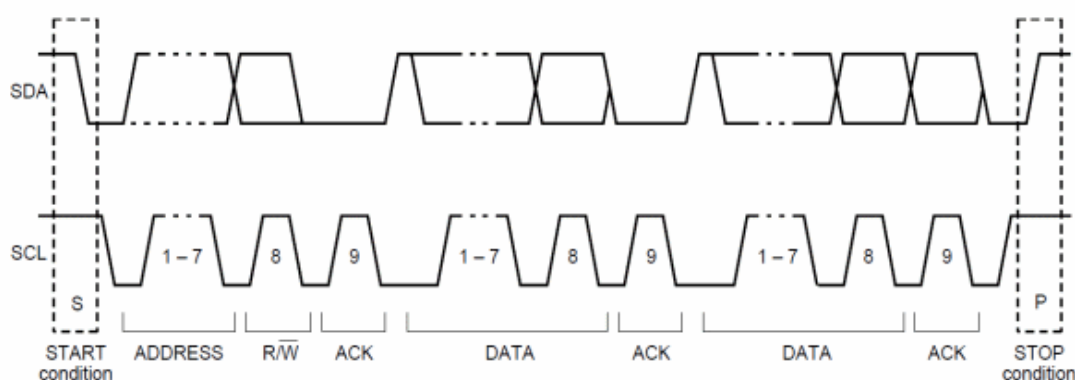 SDA
SCL
1 – 7
8
9
1 – 7
8
9
1 – 7
8
9
S
P
START
condition
ADDRESS
R/W̅
ACK
DATA
ACK
DATA
ACK
STOP
condition